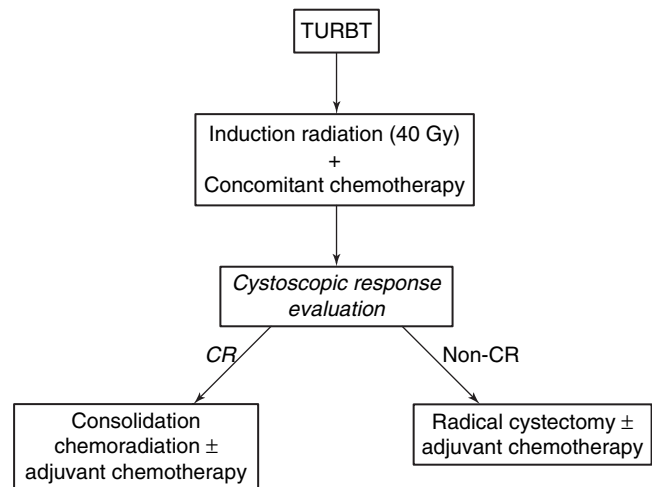 TURBT
Induction radiation (40 Gy)
+
Concomitant chemotherapy
Cystoscopic response
evaluation
CR
Non-CR
Consolidation
chemoradiation ±
adjuvant chemotherapy
Radical cystectomy ±
adjuvant chemotherapy